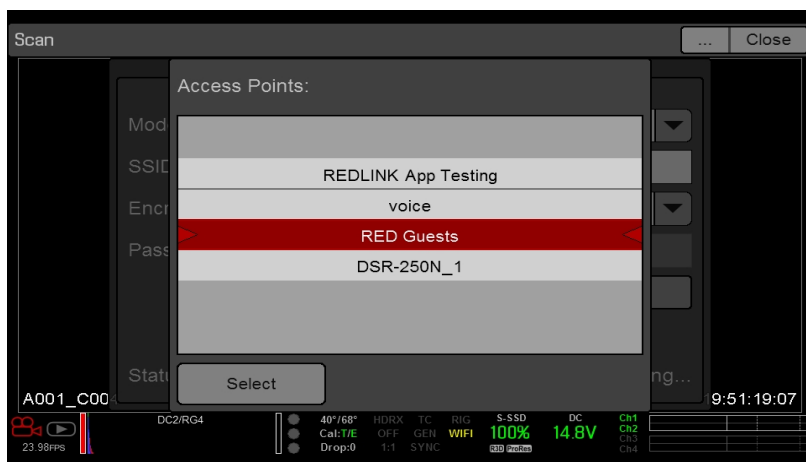 Scan
...
Close
Access Points:
Mod
SSID
REDLINK App Testing
voice
Encr
RED Guests
Pass
DSR-250N_1
Statu
ng...
Select
A001_C00
9:51:19:07
DC2/RG4
40°/68° HDRX TC RIG S-SSD DC Ch1
Cal:T/E OFF GEN WIFI 100% 14.8V Ch2
Ch3
23.98FPS
Drop:0 1:1 SYNC R3D ProRes Ch4